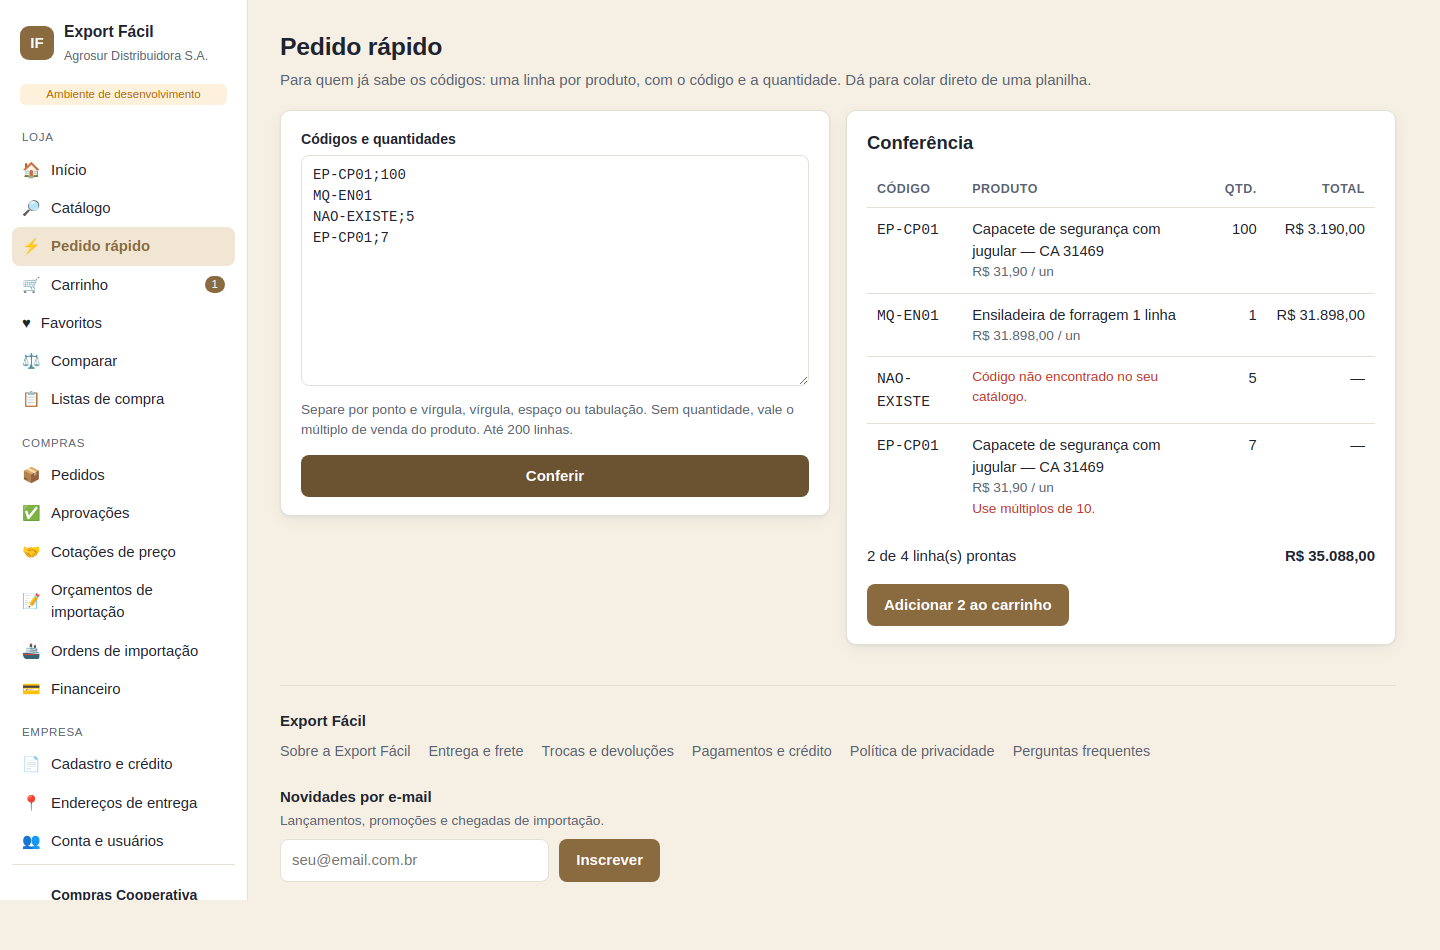 IF
Export Fácil
Agrosur Distribuidora S.A.
Ambiente de desenvolvimento
LOJA
Início
Catálogo
Pedido rápido
Carrinho 1
Favoritos
Comparar
Listas de compra
COMPRAS
Pedidos
Aprovações
Cotações de preço
Orçamentos de
importação
Ordens de importação
Financeiro
EMPRESA
Cadastro e crédito
Endereços de entrega
Conta e usuários
Compras Cooperativa
Pedido rápido
Para quem já sabe os códigos: uma linha por produto, com o código e a quantidade. Dá para colar direto de uma planilha.
Códigos e quantidades
EP-CP01;100
MQ-EN01
NAO-EXISTE;5
EP-CP01;7
Separe por ponto e vírgula, vírgula, espaço ou tabulação. Sem quantidade, vale o
múltiplo de venda do produto. Até 200 linhas.
Conferir
Conferência
CÓDIGO PRODUTO QTD. TOTAL
EP-CP01 Capacete de segurança com 100 R$ 3.190,00
jugular — CA 31469
R$ 31,90 / un
MQ-EN01 Ensiladeira de forragem 1 linha 1 R$ 31.898,00
R$ 31.898,00 / un
NAO- Código não encontrado no seu 5 —
EXISTE catálogo.
EP-CP01 Capacete de segurança com 7 —
jugular — CA 31469
R$ 31,90 / un
Use múltiplos de 10.
2 de 4 linha(s) prontas R$ 35.088,00
Adicionar 2 ao carrinho
Export Fácil
Sobre a Export Fácil Entrega e frete Trocas e devoluções Pagamentos e crédito Política de privacidade Perguntas frequentes
Novidades por e-mail
Lançamentos, promoções e chegadas de importação.
seu@email.com.br Inscrever